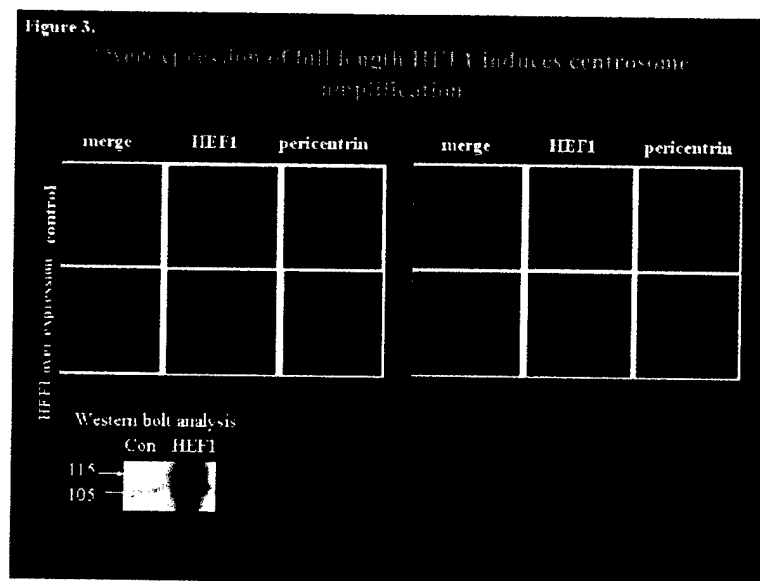 Figure 3.
Overexpression of full length HEF1 induces centrosome
amplification
merge HEF1 pericentrin merge HEF1 pericentrin
control
HEF1 over expression
Western bolt analysis
Con HEF1
115
105